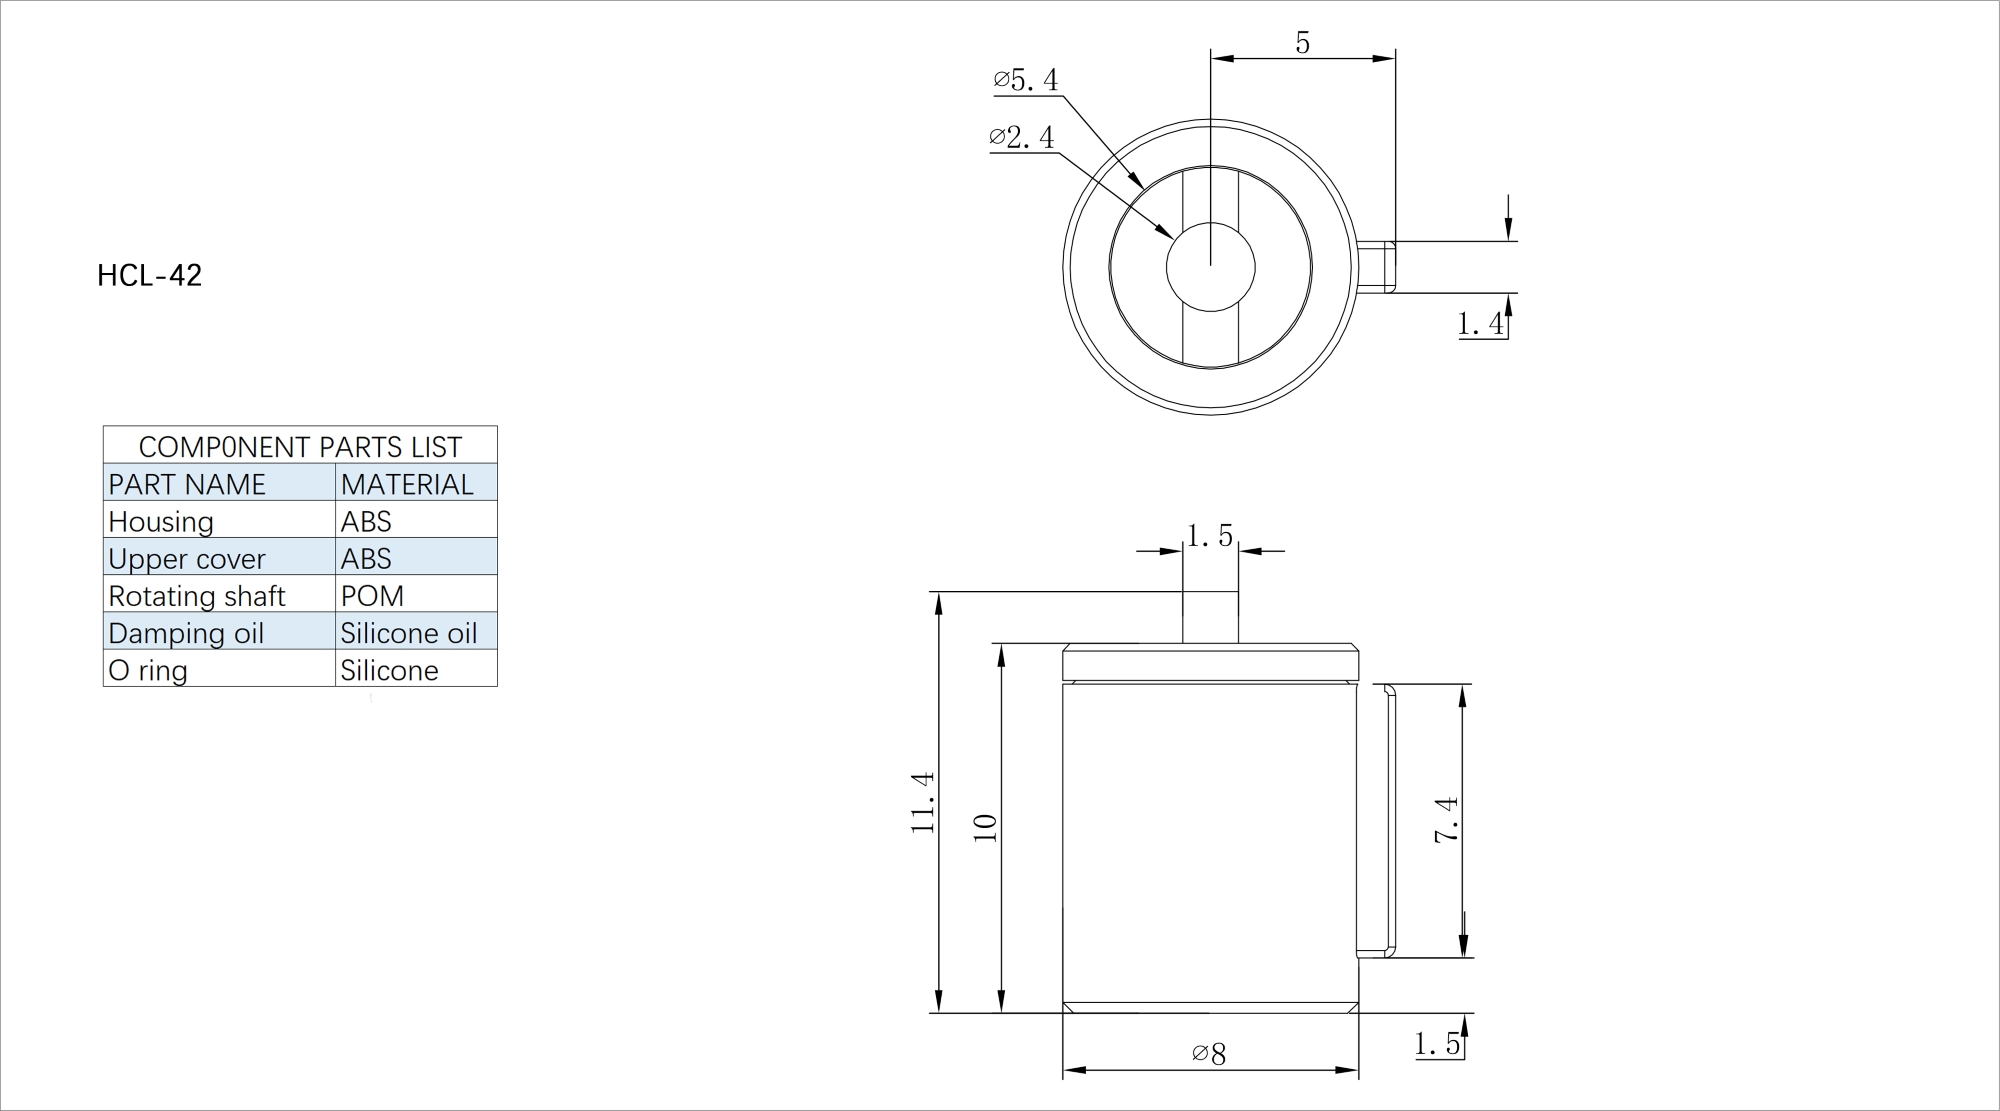 5
⌀5.4
⌀2.4
1.4
HCL-42
COMP0NENT PARTS LIST
PART NAME MATERIAL
Housing ABS
Upper cover ABS
Rotating shaft POM
Damping oil Silicone oil
O ring Silicone
1.5
11.4
10
7.4
1.5
⌀8